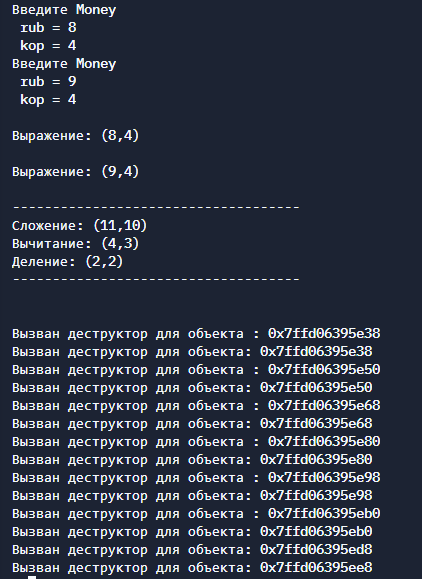 Введите Money
rub = 8
kop = 4
Введите Money
rub = 9
kop = 4
Выражение: (8,4)
Выражение: (9,4)
------------------------------------
Сложение: (11,10)
Вычитание: (4,3)
Деление: (2,2)
------------------------------------
Вызван деструктор для объекта : 0x7ffd06395e38
Вызван деструктор для объекта: 0x7ffd06395e38
Вызван деструктор для объекта : 0x7ffd06395e50
Вызван деструктор для объекта: 0x7ffd06395e50
Вызван деструктор для объекта : 0x7ffd06395e68
Вызван деструктор для объекта: 0x7ffd06395e68
Вызван деструктор для объекта : 0x7ffd06395e80
Вызван деструктор для объекта: 0x7ffd06395e80
Вызван деструктор для объекта : 0x7ffd06395e98
Вызван деструктор для объекта: 0x7ffd06395e98
Вызван деструктор для объекта : 0x7ffd06395eb0
Вызван деструктор для объекта: 0x7ffd06395eb0
Вызван деструктор для объекта: 0x7ffd06395ed8
Вызван деструктор для объекта: 0x7ffd06395ee8